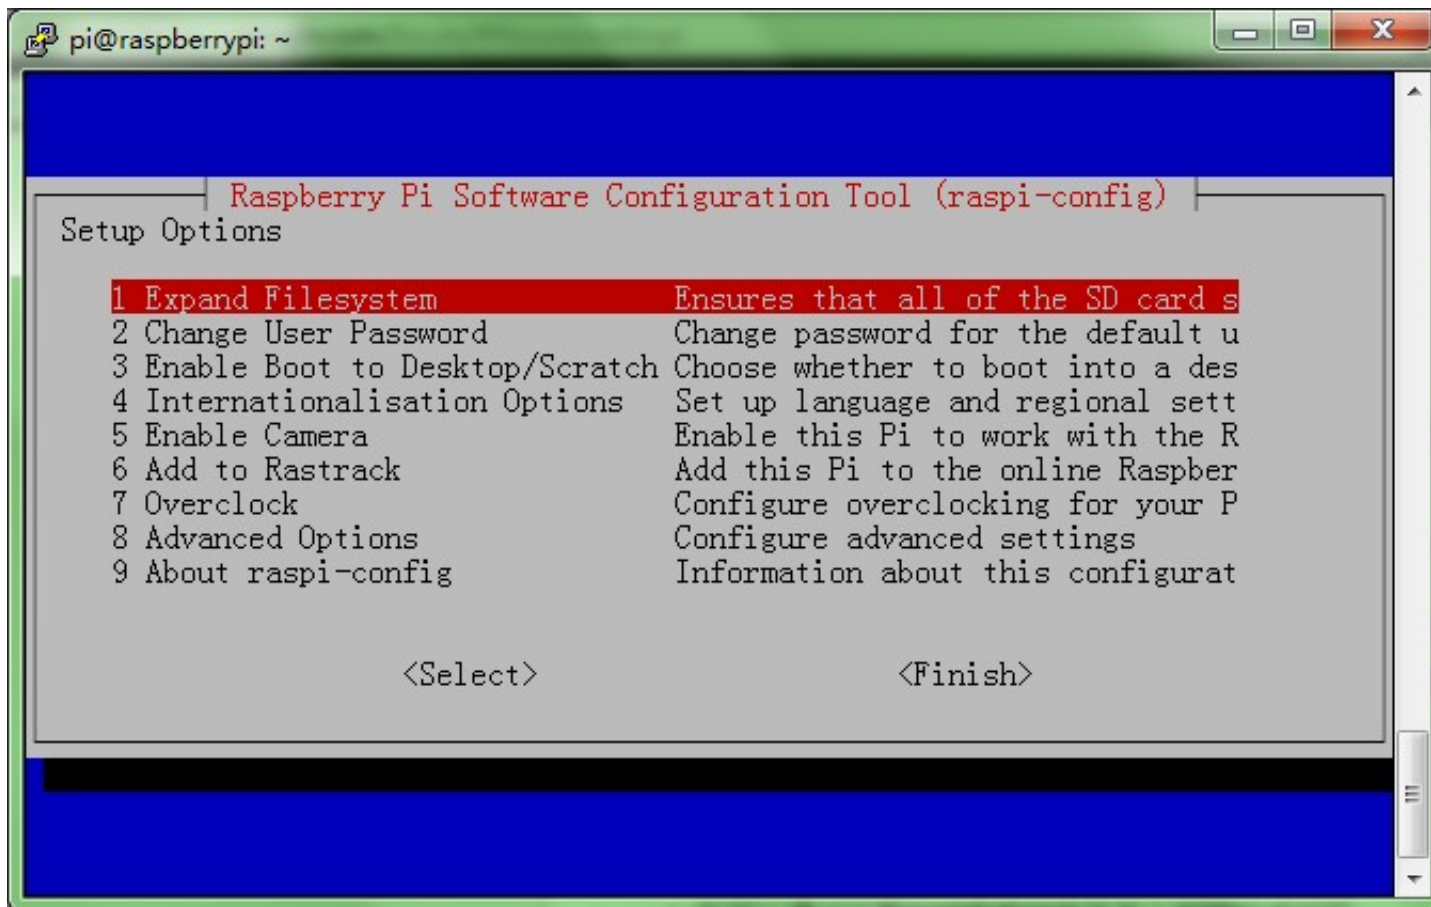 pi@raspberrypi: ~
Raspberry Pi Software Configuration Tool (raspi-config)
Setup Options
1 Expand Filesystem Ensures that all of the SD card s
2 Change User Password Change password for the default u
3 Enable Boot to Desktop/Scratch Choose whether to boot into a des
4 Internationalisation Options Set up language and regional sett
5 Enable Camera Enable this Pi to work with the R
6 Add to Rastrack Add this Pi to the online Raspber
7 Overclock Configure overclocking for your P
8 Advanced Options Configure advanced settings
9 About raspi-config Information about this configurat
<Select> <Finish>